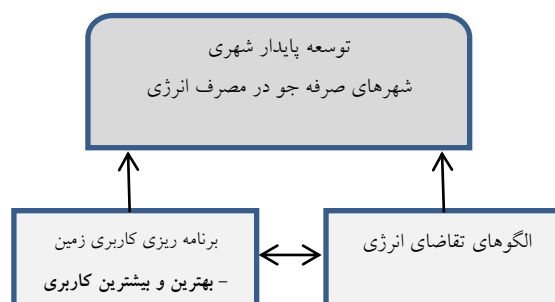 توسعه پایدار شهری
شهرهای صرفه جو در مصرف انرژی
الگوهای تقاضای انرژی
برنامه ریزی کاربری زمین
– بهترین و بیشترین کاربری